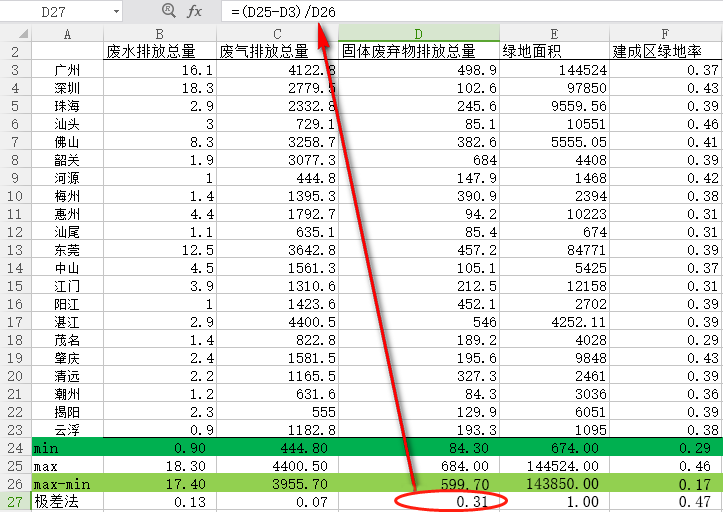 D27 fx =(D25-D3)/D26
A B C D E F
2 废水排放总量 废气排放总量 固体废弃物排放总量 绿地面积 建成区绿地率
3 广州 16.1 4122.8 498.9 144524 0.37
4 深圳 18.3 2779.5 102.6 97850 0.43
5 珠海 2.9 2332.8 245.6 9559.56 0.39
6 汕头 3 729.1 85.1 10551 0.46
7 佛山 8.3 3258.7 382.6 5555.05 0.41
8 韶关 1.9 3077.3 684 4408 0.39
9 河源 1 444.8 147.9 1468 0.42
10 梅州 1.4 1395.3 390.9 2394 0.38
11 惠州 4.4 1792.7 94.2 10223 0.31
12 汕尾 1.1 635.1 85.4 674 0.31
13 东莞 12.5 3642.8 457.2 84771 0.39
14 中山 4.5 1561.3 105.1 5425 0.37
15 江门 3.9 1310.6 212.5 12158 0.31
16 阳江 1 1423.6 452.1 2702 0.39
17 湛江 2.9 4400.5 546 4252.11 0.39
18 茂名 1.4 822.8 189.2 4028 0.29
19 肇庆 2.4 1581.5 195.6 9848 0.43
20 清远 2.2 1165.5 327.3 2461 0.39
21 潮州 1.2 631.6 84.3 3036 0.36
22 揭阳 2.3 555 129.9 6051 0.39
23 云浮 0.9 1182.8 193.3 1095 0.38
24 min 0.90 444.80 84.30 674.00 0.29
25 max 18.30 4400.50 684.00 144524.00 0.46
26 max-min 17.40 3955.70 599.70 143850.00 0.17
27 极差法 0.13 0.07 0.31 1.00 0.47